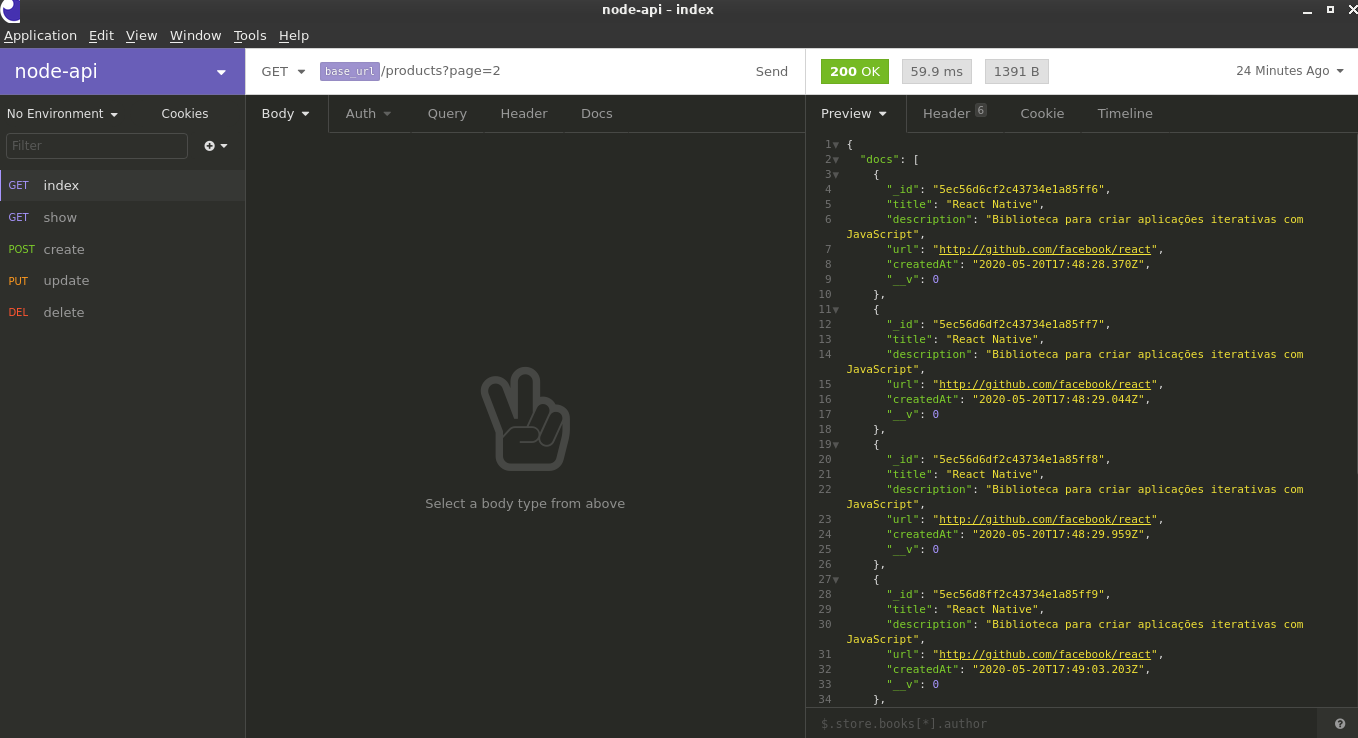 node-api – index
Application Edit View Window Tools Help
node-api
GET base_url/products?page=2 Send
200 OK 59.9 ms 1391 B 24 Minutes Ago
No Environment Cookies
Body Auth Query Header Docs
Preview Header 6 Cookie Timeline
Filter
GET index
GET show
POST create
PUT update
DEL delete
Select a body type from above
1 {
2 "docs": [
3 {
4 "_id": "5ec56d6cf2c43734e1a85ff6",
5 "title": "React Native",
6 "description": "Biblioteca para criar aplicações iterativas com
JavaScript",
7 "url": "http://github.com/facebook/react",
8 "createdAt": "2020-05-20T17:48:28.370Z",
9 "__v": 0
10 },
11 {
12 "_id": "5ec56d6df2c43734e1a85ff7",
13 "title": "React Native",
14 "description": "Biblioteca para criar aplicações iterativas com
JavaScript",
15 "url": "http://github.com/facebook/react",
16 "createdAt": "2020-05-20T17:48:29.044Z",
17 "__v": 0
18 },
19 {
20 "_id": "5ec56d6df2c43734e1a85ff8",
21 "title": "React Native",
22 "description": "Biblioteca para criar aplicações iterativas com
JavaScript",
23 "url": "http://github.com/facebook/react",
24 "createdAt": "2020-05-20T17:48:29.959Z",
25 "__v": 0
26 },
27 {
28 "_id": "5ec56d8ff2c43734e1a85ff9",
29 "title": "React Native",
30 "description": "Biblioteca para criar aplicações iterativas com
JavaScript",
31 "url": "http://github.com/facebook/react",
32 "createdAt": "2020-05-20T17:49:03.203Z",
33 "__v": 0
34 },
$.store.books[*].author